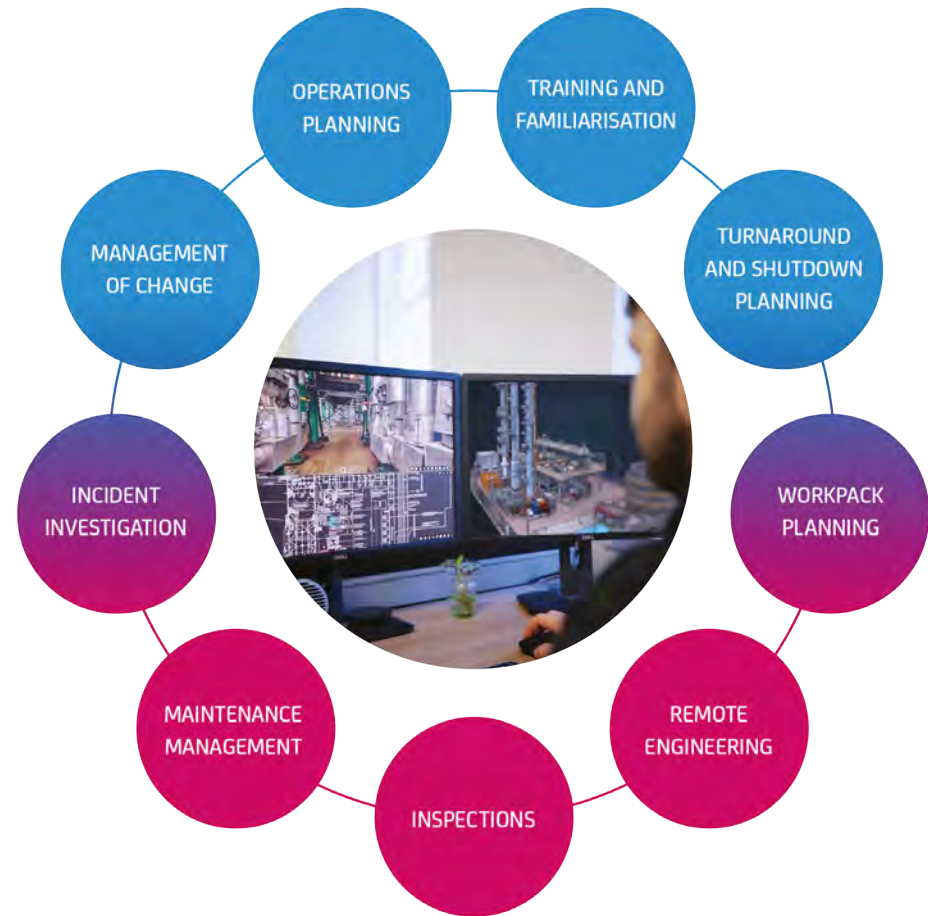 OPERATIONS
PLANNING
TRAINING AND
FAMILIARISATION
TURNAROUND
AND SHUTDOWN
PLANNING
WORKPACK
PLANNING
REMOTE
ENGINEERING
INSPECTIONS
MAINTENANCE
MANAGEMENT
INCIDENT
INVESTIGATION
MANAGEMENT
OF CHANGE